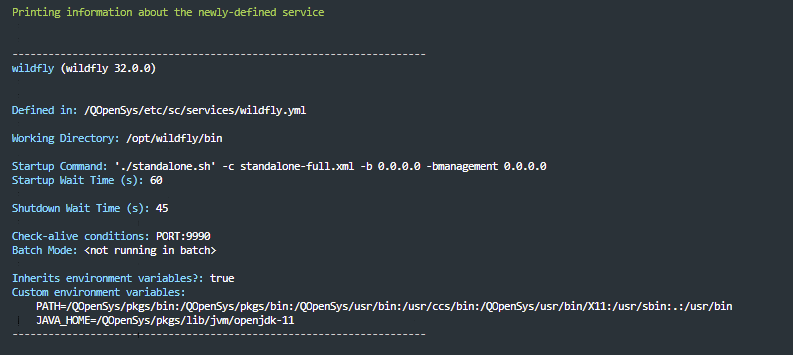 Printing information about the newly-defined service
---------------------------------------------------------------------
wildfly (wildfly 32.0.0)
Defined in: /QOpenSys/etc/sc/services/wildfly.yml
Working Directory: /opt/wildfly/bin
Startup Command: './standalone.sh' -c standalone-full.xml -b 0.0.0.0 -bmanagement 0.0.0.0
Startup Wait Time (s): 60
Shutdown Wait Time (s): 45
Check-alive conditions: PORT:9990
Batch Mode: <not running in batch>
Inherits environment variables?: true
Custom environment variables:
PATH=/QOpenSys/pkgs/bin:/QOpenSys/pkgs/bin:/QOpenSys/usr/bin:/usr/ccs/bin:/QOpenSys/usr/bin/X11:/usr/sbin:.:/usr/bin
JAVA_HOME=/QOpenSys/pkgs/lib/jvm/openjdk-11
---------------------------------------------------------------------